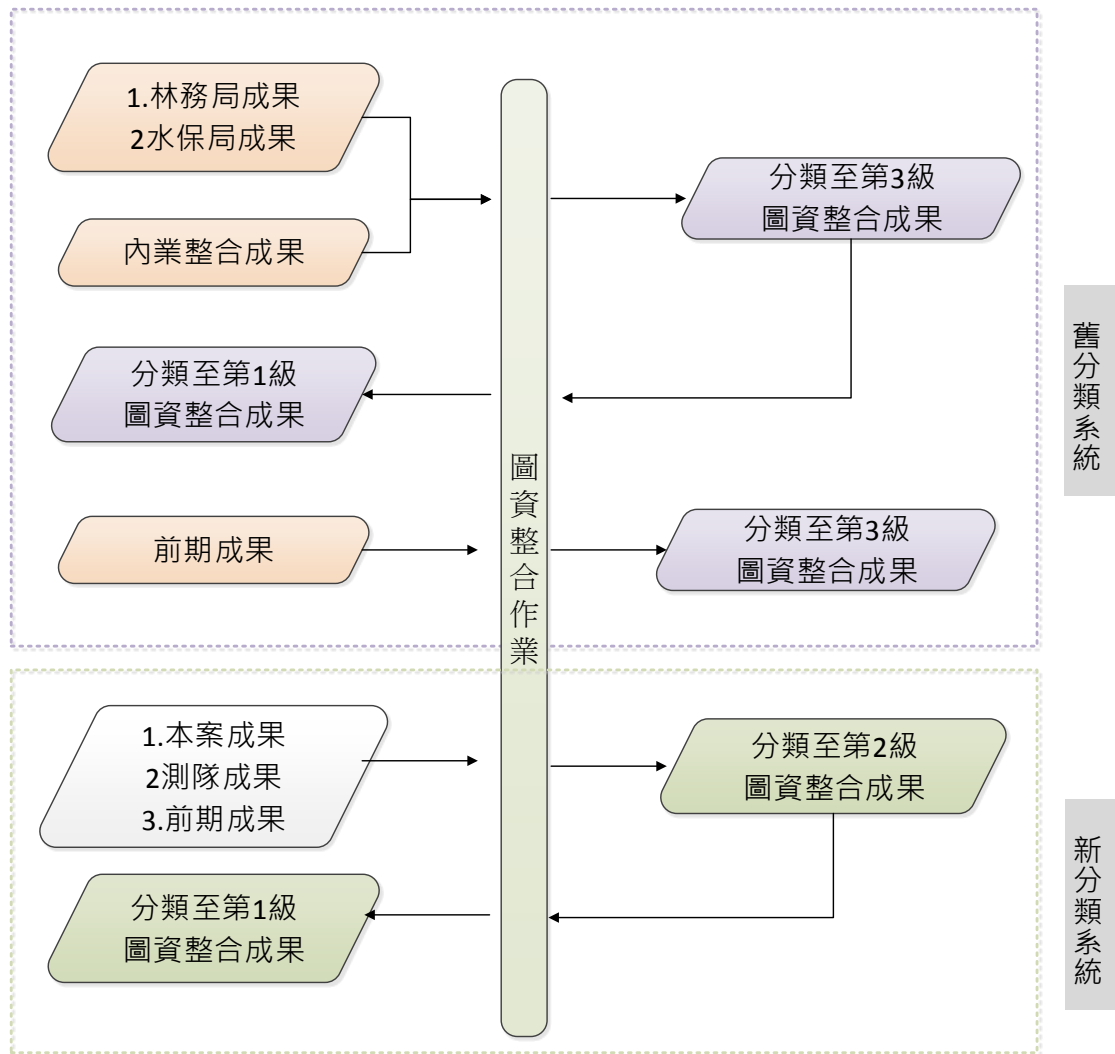 1.林務局成果
2水保局成果
內業整合成果
分類至第3級
圖資整合成果
分類至第1級
圖資整合成果
前期成果
分類至第3級
圖資整合成果
圖資整合作業
舊分類系統
1.本案成果
2測隊成果
3.前期成果
分類至第2級
圖資整合成果
分類至第1級
圖資整合成果
新分類系統